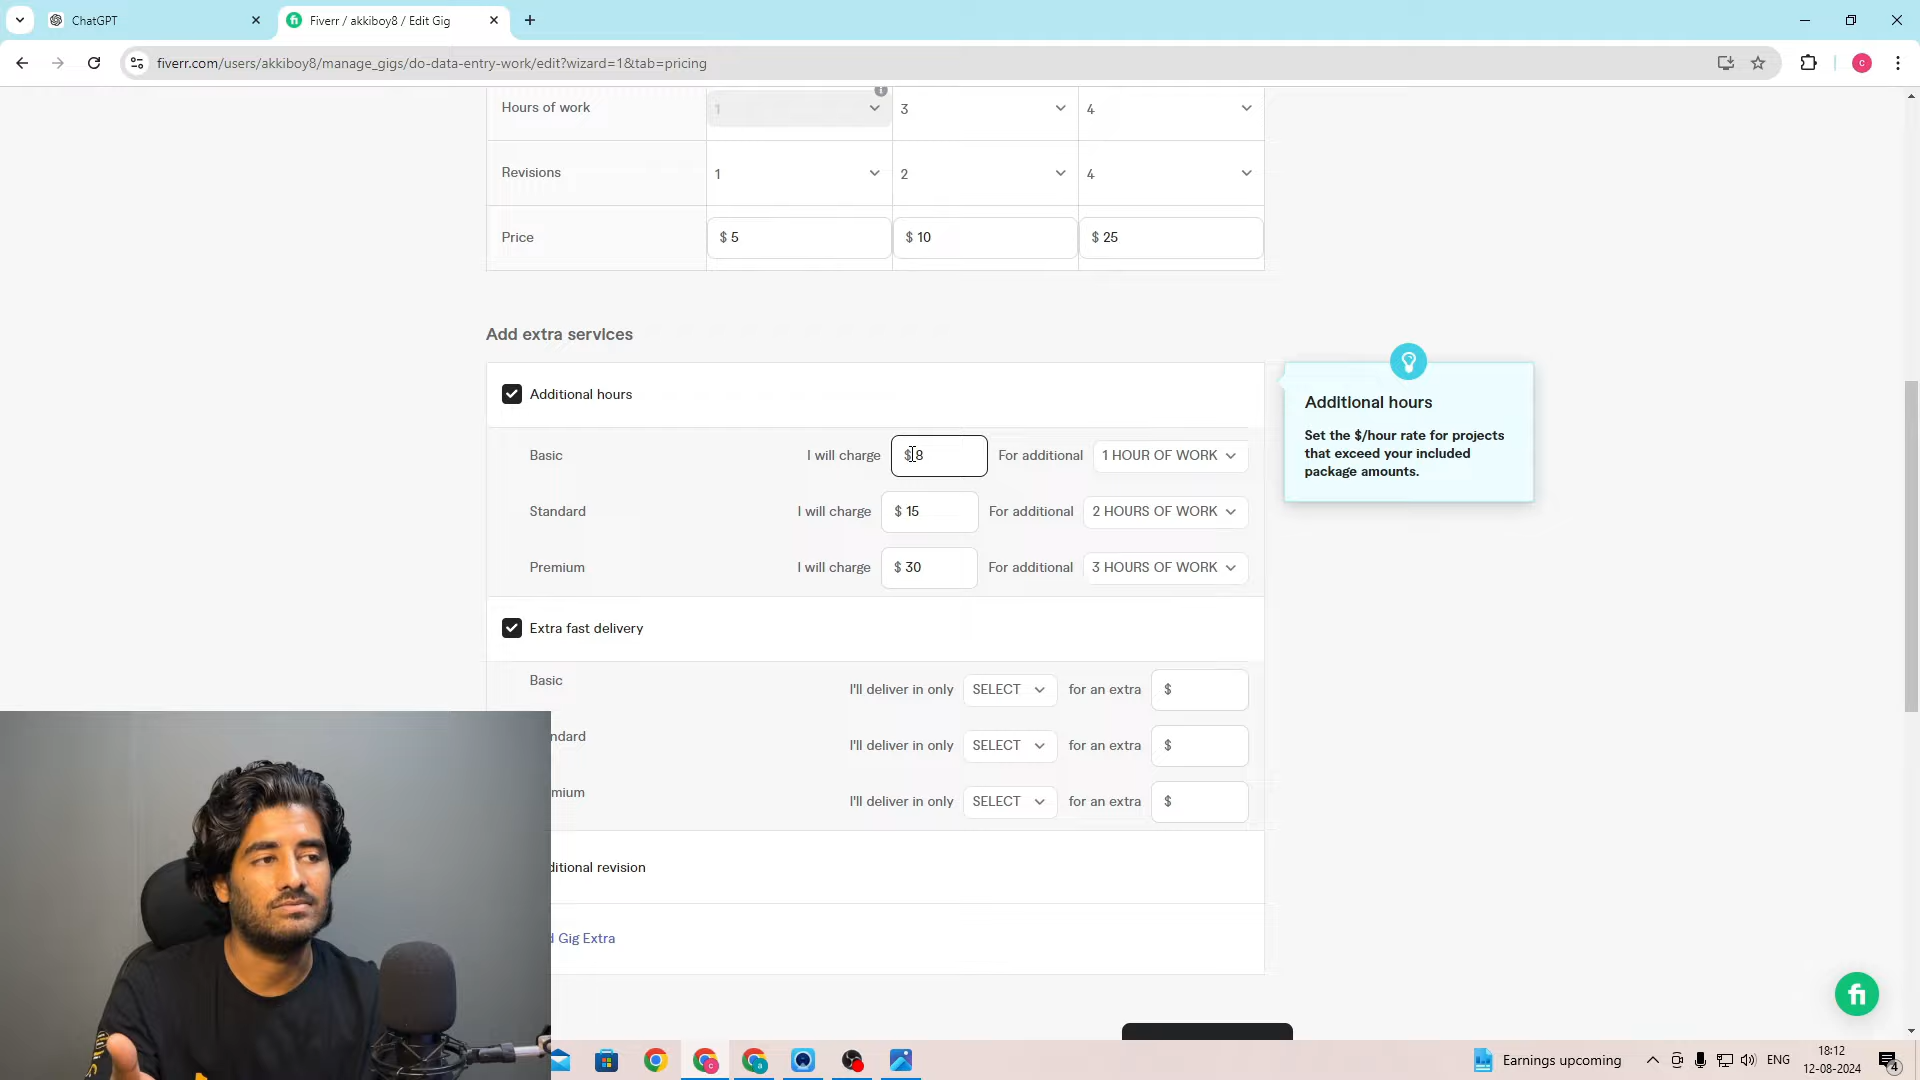 ChatGPT
Fiverr / akkiboy8 / Edit Gig
fiverr.com/users/akkiboy8/manage_gigs/do-data-entry-work/edit?wizard=1&tab=pricing
c
Hours of work 1 3 4
Revisions 1 2 4
Price $ 5 $ 10 $ 25
Add extra services
Additional hours
Basic I will charge $ 8 For additional 1 HOUR OF WORK
Standard I will charge $ 15 For additional 2 HOURS OF WORK
Premium I will charge $ 30 For additional 3 HOURS OF WORK
Additional hours
Set the $/hour rate for projects
that exceed your included
package amounts.
Extra fast delivery
Basic I'll deliver in only SELECT for an extra $
ndard I'll deliver in only SELECT for an extra $
mium I'll deliver in only SELECT for an extra $
ditional revision
d Gig Extra
fi
Earnings upcoming
ENG
18:12
12-08-2024
4